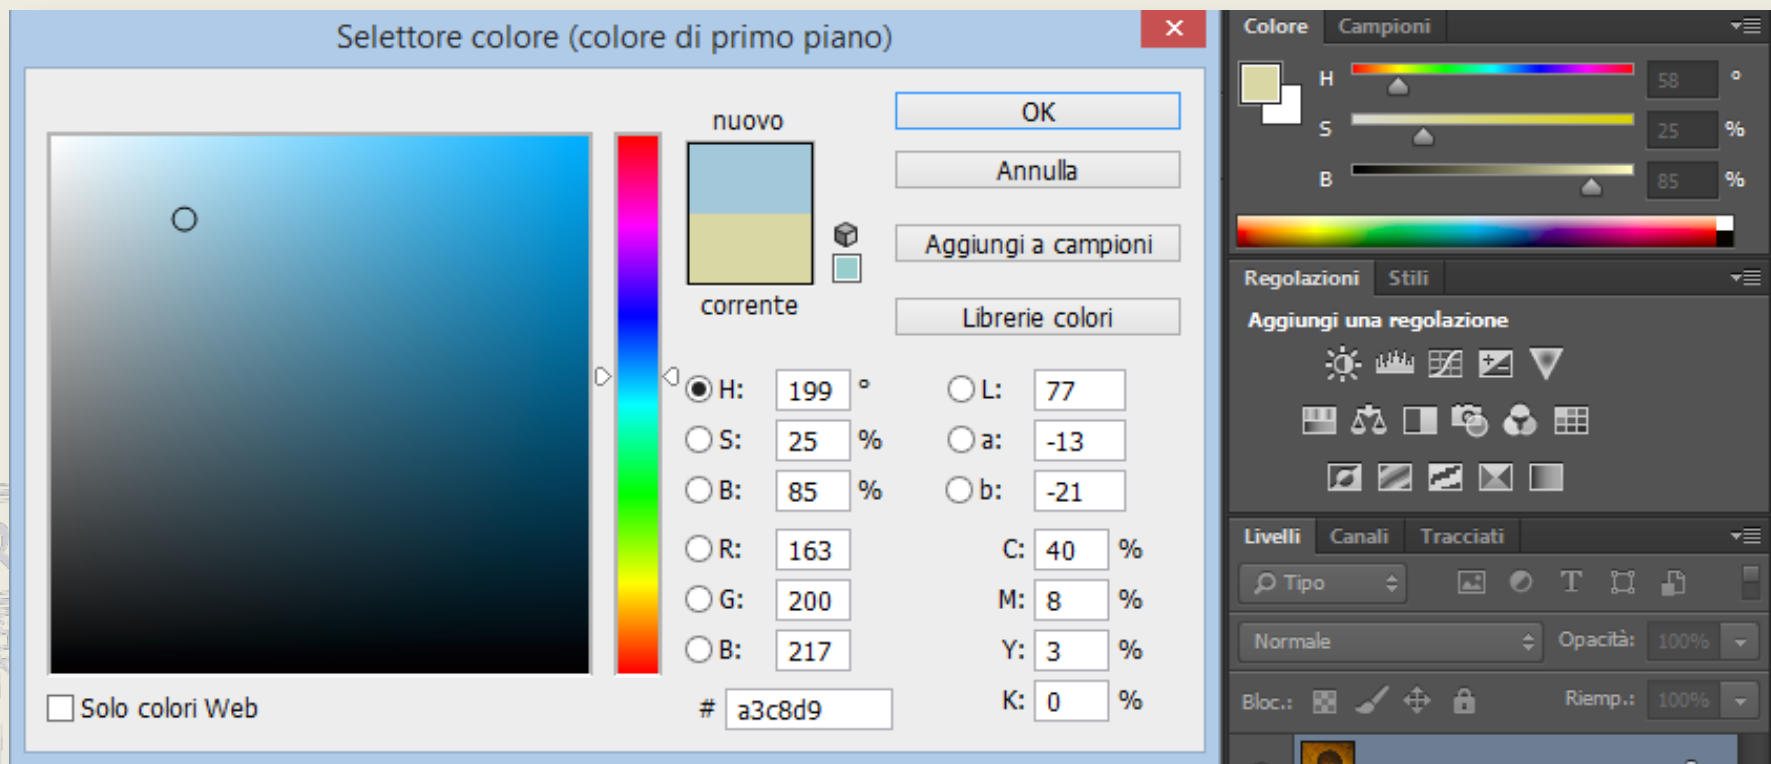 Selettore colore (colore di primo piano)
nuovo
corrente
OK
Annulla
Aggiungi a campioni
Librerie colori
H: 199 °
S: 25 %
B: 85 %
R: 163
G: 200
B: 217
# a3c8d9
L: 77
a: -13
b: -21
C: 40 %
M: 8 %
Y: 3 %
K: 0 %
Solo colori Web
Colore Campioni
H 58 °
S 25 %
B 85 %
Regolazioni Stili
Aggiungi una regolazione
Livelli Canali Tracciati
Tipo T
Normale Opacità: 100%
Bloc.: Riemp.: 100%